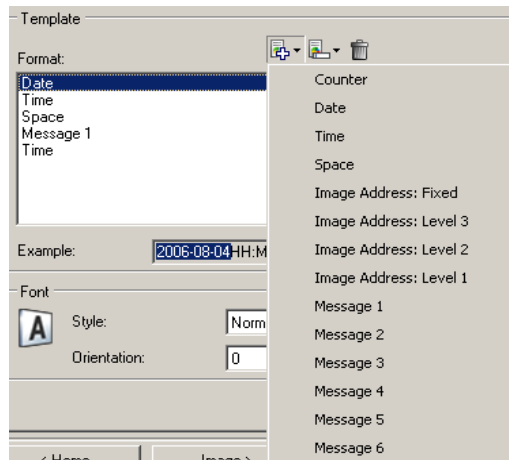 Template
Format:
Date
Time
Space
Message 1
Time
Example:
2006-08-04HH:M
Font
A
Style:
Norm
Orientation:
0
Counter
Date
Time
Space
Image Address: Fixed
Image Address: Level 3
Image Address: Level 2
Image Address: Level 1
Message 1
Message 2
Message 3
Message 4
Message 5
Message 6
< Home
Image >